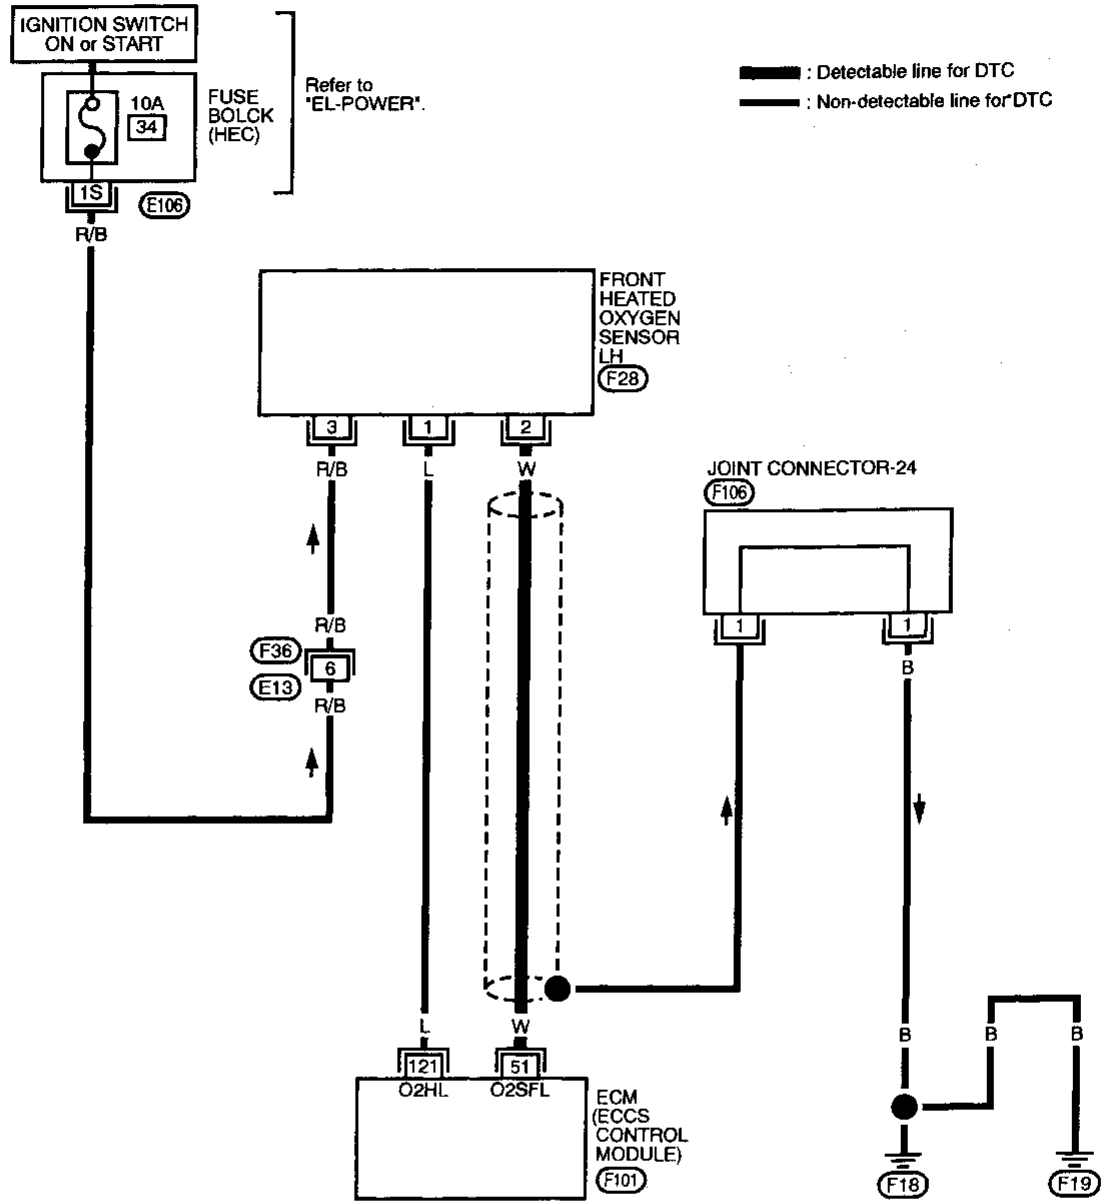 IGNITION SWITCH
ON or START
10A
34
FUSE
BOLCK
(HEC)
Refer to
"EL-POWER".
: Detectable line for DTC
: Non-detectable line for DTC
1S
E106
R/B
FRONT
HEATED
OXYGEN
SENSOR
LH
F28
3
1
2
R/B
L
W
JOINT CONNECTOR-24
F106
1
1
B
R/B
F36
6
E13
R/B
L
W
B
B
B
121
51
O2HL
O2SFL
ECM
(ECCS
CONTROL
MODULE)
F101
F18
F19